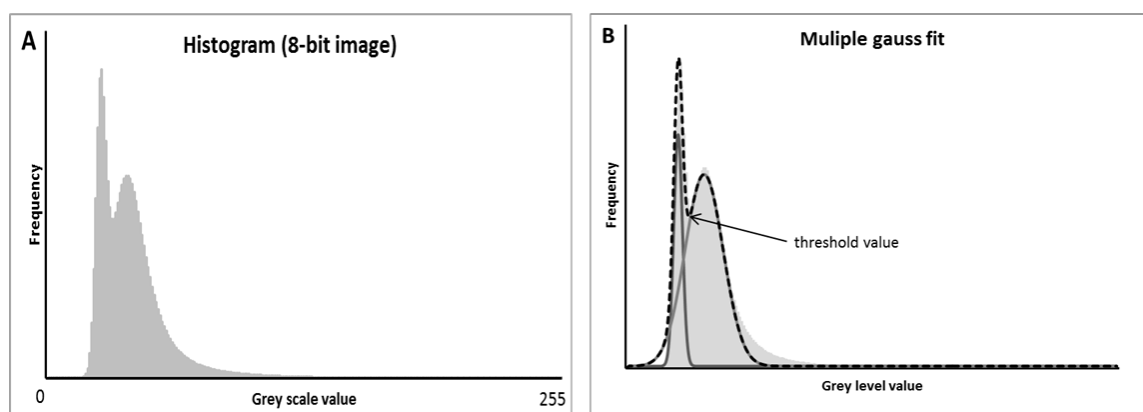 A
Histogram (8-bit image)
Frequency
0
Grey scale value
255
B
Muliple gauss fit
Frequency
threshold value
Grey level value